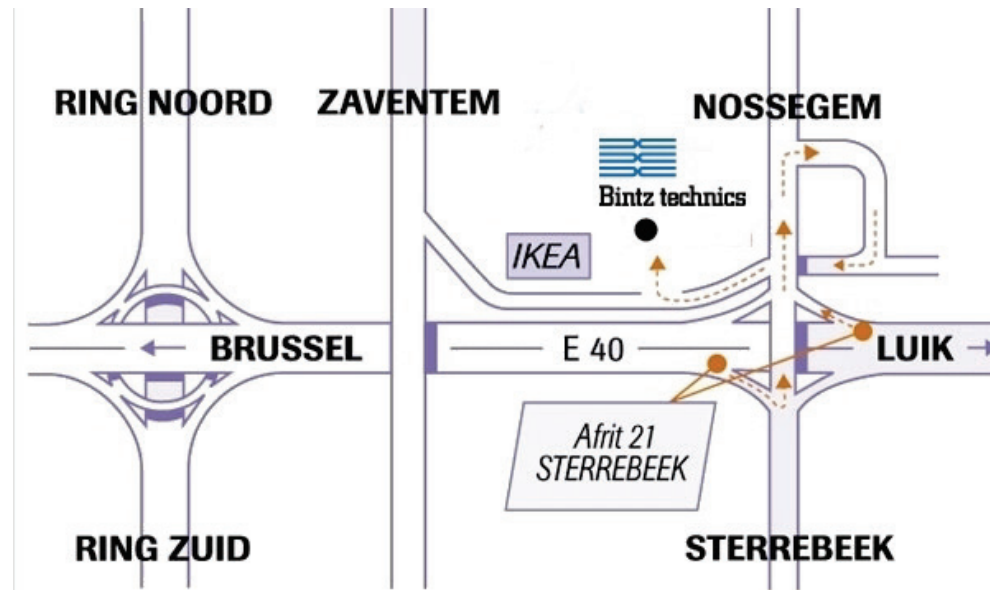 RING NOORD
ZAVENTEM
NOSSEGEM
Bintz technics
IKEA
BRUSSEL
E 40
LUIK
Afrit 21
STERREBEEK
RING ZUID
STERREBEEK